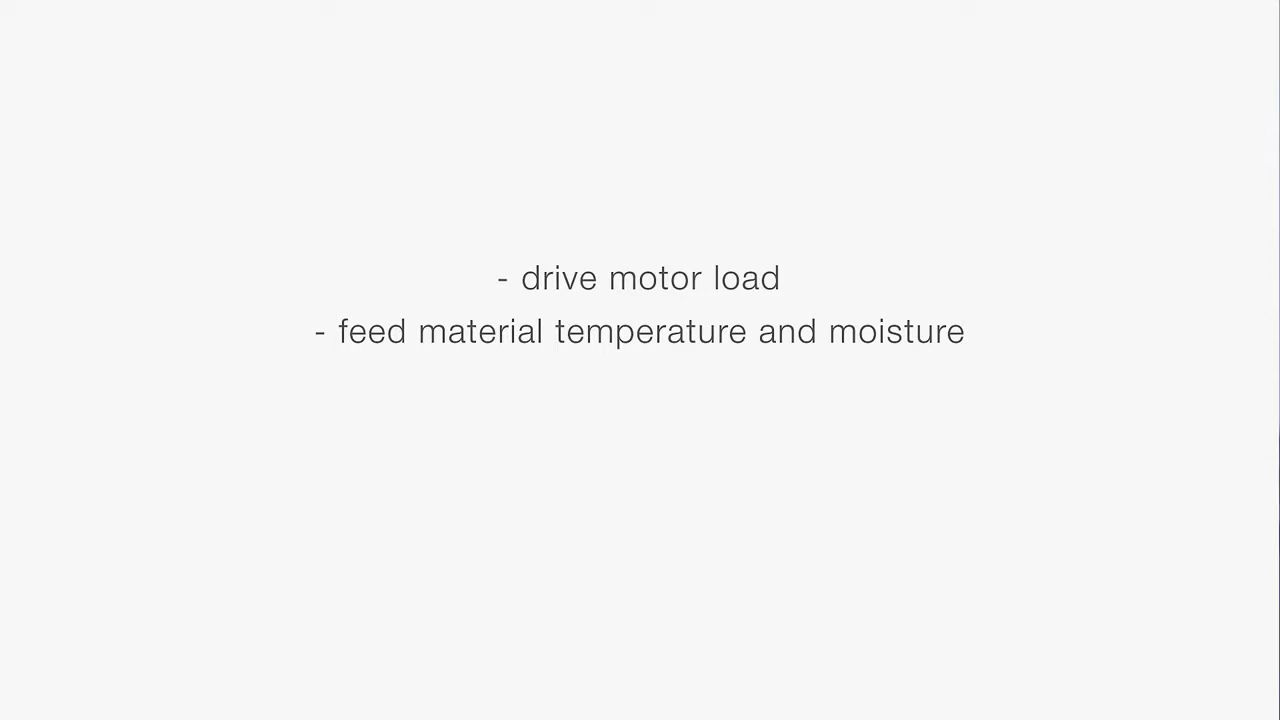 - drive motor load
- feed material temperature and moisture